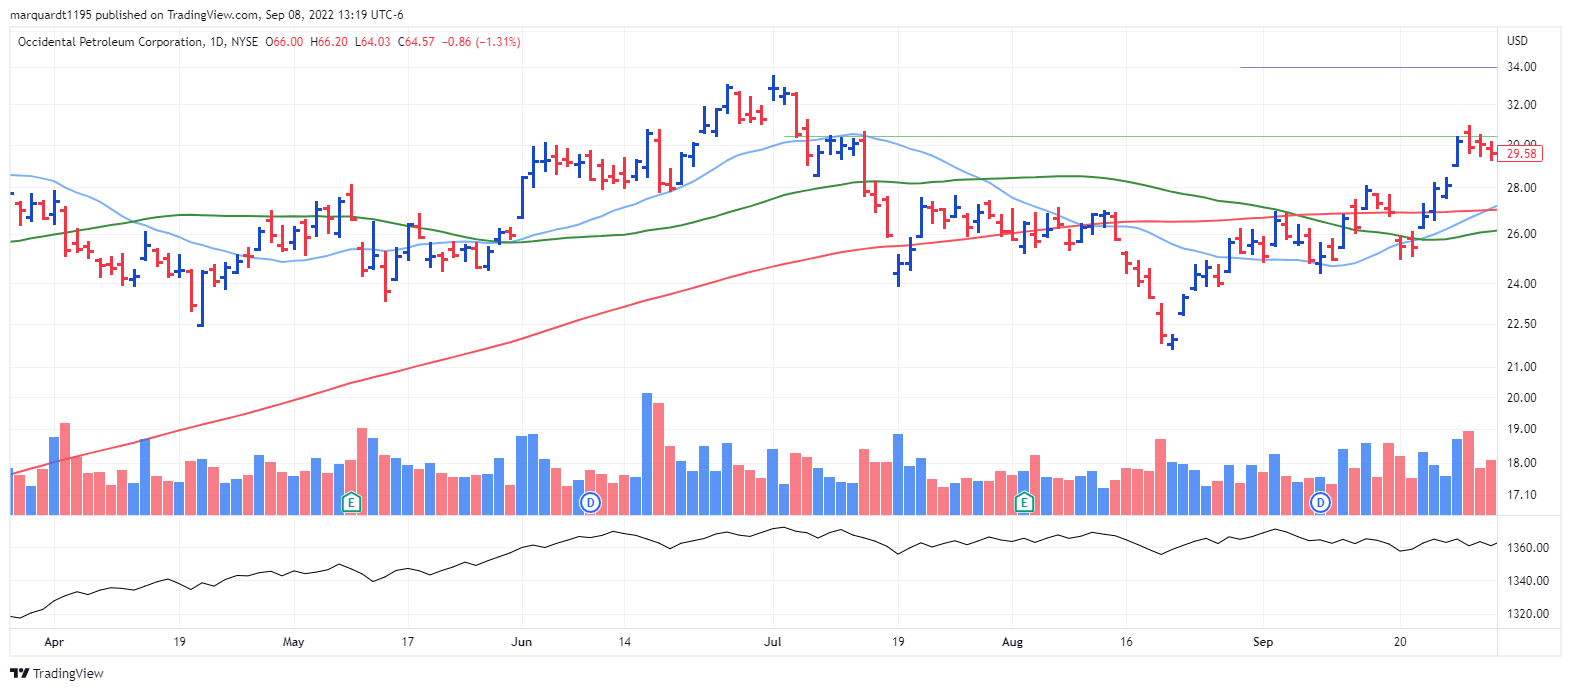 marquardt1195 published on TradingView.com, Sep 08, 2022 13:19 UTC-6
Occidental Petroleum Corporation, 1D, NYSE O66.00 H66.20 L64.03 C64.57 −0.86 (−1.31%)
USD
34.00
32.00
29.58
28.00
26.00
24.00
22.50
21.00
20.00
19.00
18.00
17.10
E D E D
1360.00
1340.00
1320.00
Apr 19 May 17 Jun 14 Jul 19 Aug 16 Sep 20
TradingView